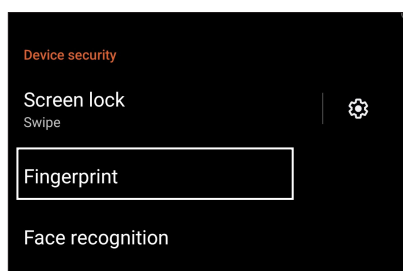 Device security
Screen lock
Swipe
Fingerprint
Face recognition